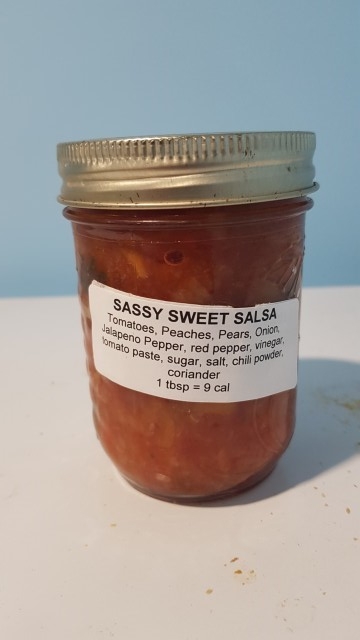 SASSY SWEET SALSA
Tomatoes, Peaches, Pears, Onion,
Jalapeno Pepper, red pepper, vinegar,
tomato paste, sugar, salt, chili powder,
coriander
1 tbsp = 9 cal